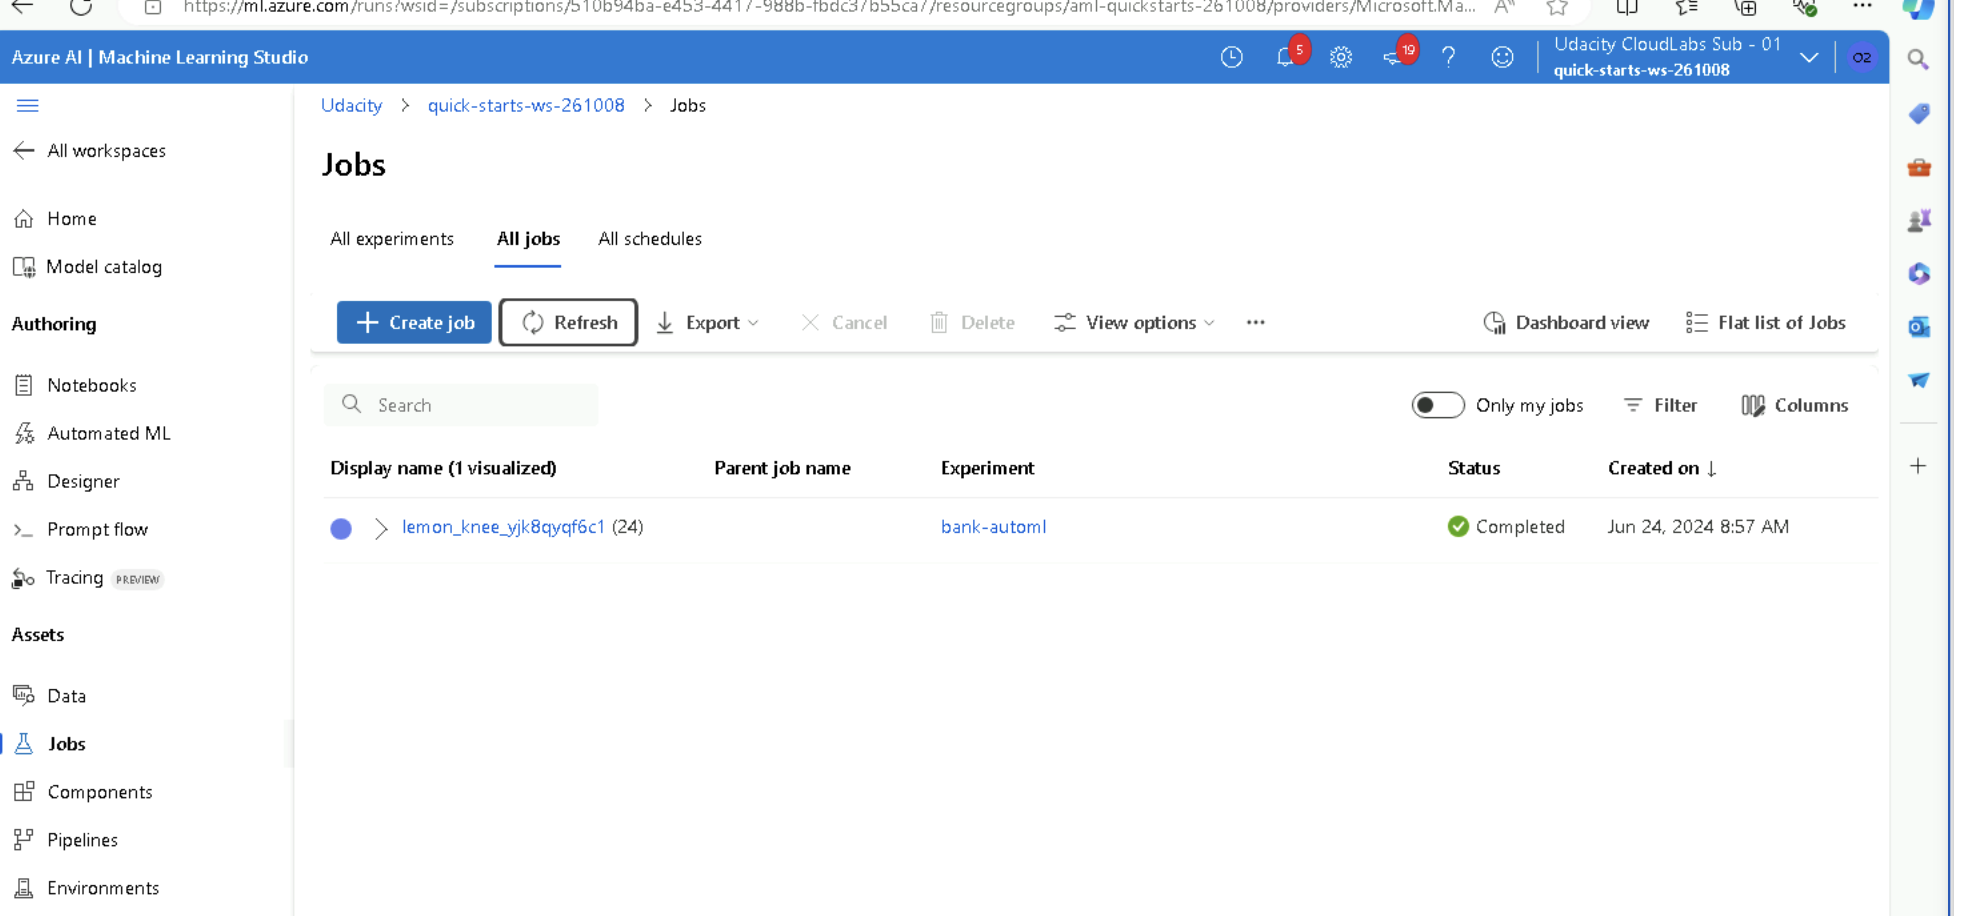 https://ml.azure.com/runs?wsid=/subscriptions/510b94ba-e453-4417-988b-fbdc37b55ca7/resourcegroups/aml-quickstarts-261008/providers/Microsoft.Ma...
Azure AI | Machine Learning Studio
5
19
Udacity CloudLabs Sub - 01
quick-starts-ws-261008
O2
Udacity > quick-starts-ws-261008 > Jobs
All workspaces
Jobs
Home
All experiments
All jobs
All schedules
Model catalog
Authoring
Create job
Refresh
Export
Cancel
Delete
View options
...
Dashboard view
Flat list of Jobs
Notebooks
Search
Only my jobs
Filter
Columns
Automated ML
Display name (1 visualized)
Parent job name
Experiment
Status
Created on ↓
Designer
Prompt flow
lemon_knee_yjk8qyqf6c1 (24)
bank-automl
Completed
Jun 24, 2024 8:57 AM
Tracing PREVIEW
Assets
Data
Jobs
Components
Pipelines
Environments